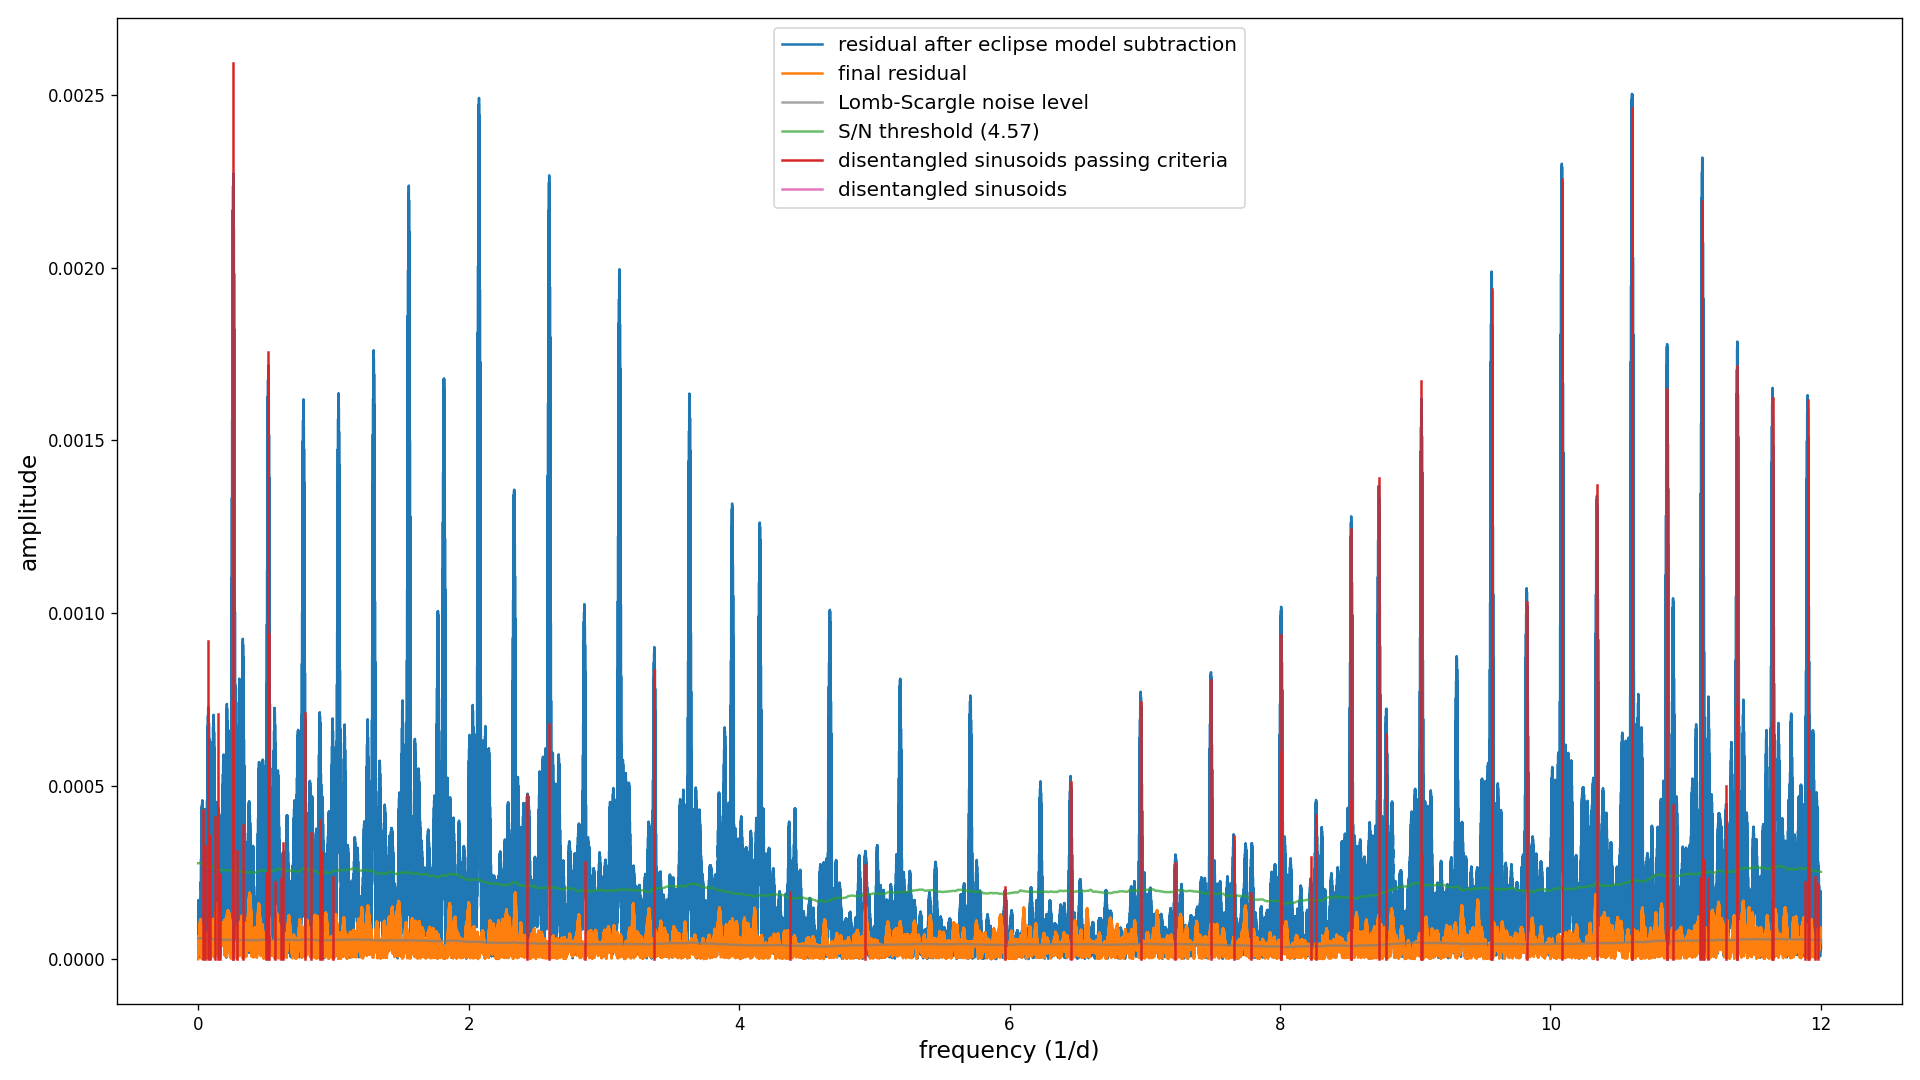 residual after eclipse model subtraction
final residual
Lomb-Scargle noise level
S/N threshold (4.57)
disentangled sinusoids passing criteria
disentangled sinusoids
amplitude
0.0025
0.0020
0.0015
0.0010
0.0005
0.0000
0 2 4 6 8 10 12
frequency (1/d)